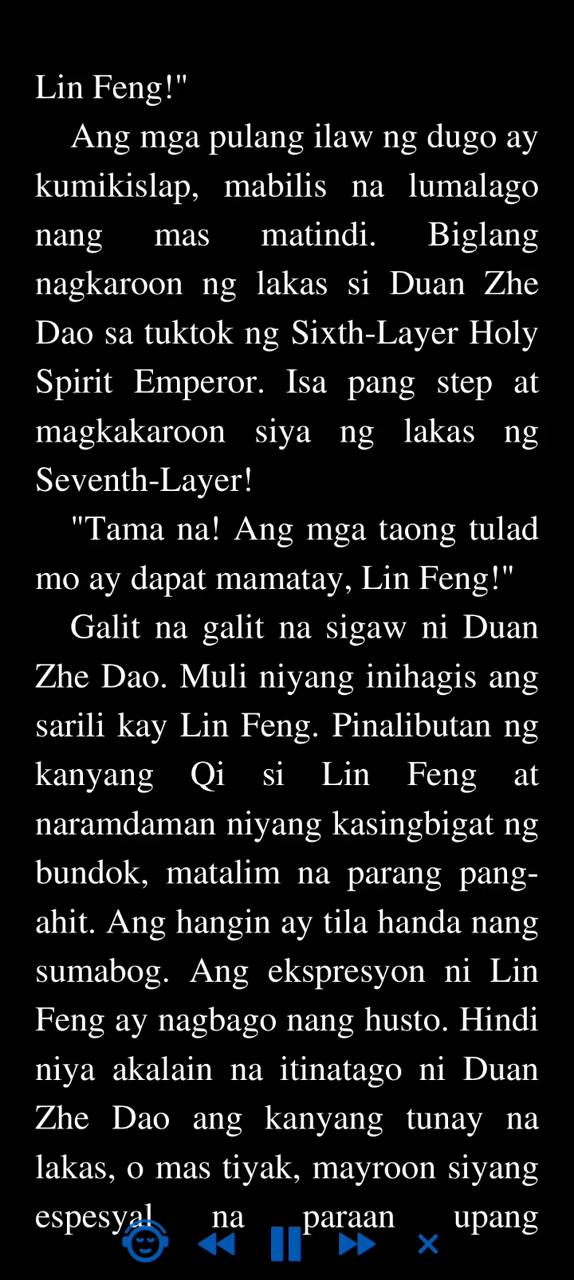 Lin Feng!"
Ang mga pulang ilaw ng dugo ay
kumikislap, mabilis na lumalago
nang mas matindi. Biglang
nagkaroon ng lakas si Duan Zhe
Dao sa tuktok ng Sixth-Layer Holy
Spirit Emperor. Isa pang step at
magkakaroon siya ng lakas ng
Seventh-Layer!
"Tama na! Ang mga taong tulad
mo ay dapat mamatay, Lin Feng!"
Galit na galit na sigaw ni Duan
Zhe Dao. Muli niyang inihagis ang
sarili kay Lin Feng. Pinalibutan ng
kanyang Qi si Lin Feng at
naramdaman niyang kasingbigat ng
bundok, matalim na parang pang-
ahit. Ang hangin ay tila handa nang
sumabog. Ang ekspresyon ni Lin
Feng ay nagbago nang husto. Hindi
niya akalain na itinatago ni Duan
Zhe Dao ang kanyang tunay na
lakas, o mas tiyak, mayroon siyang
espesyal na paraan upang